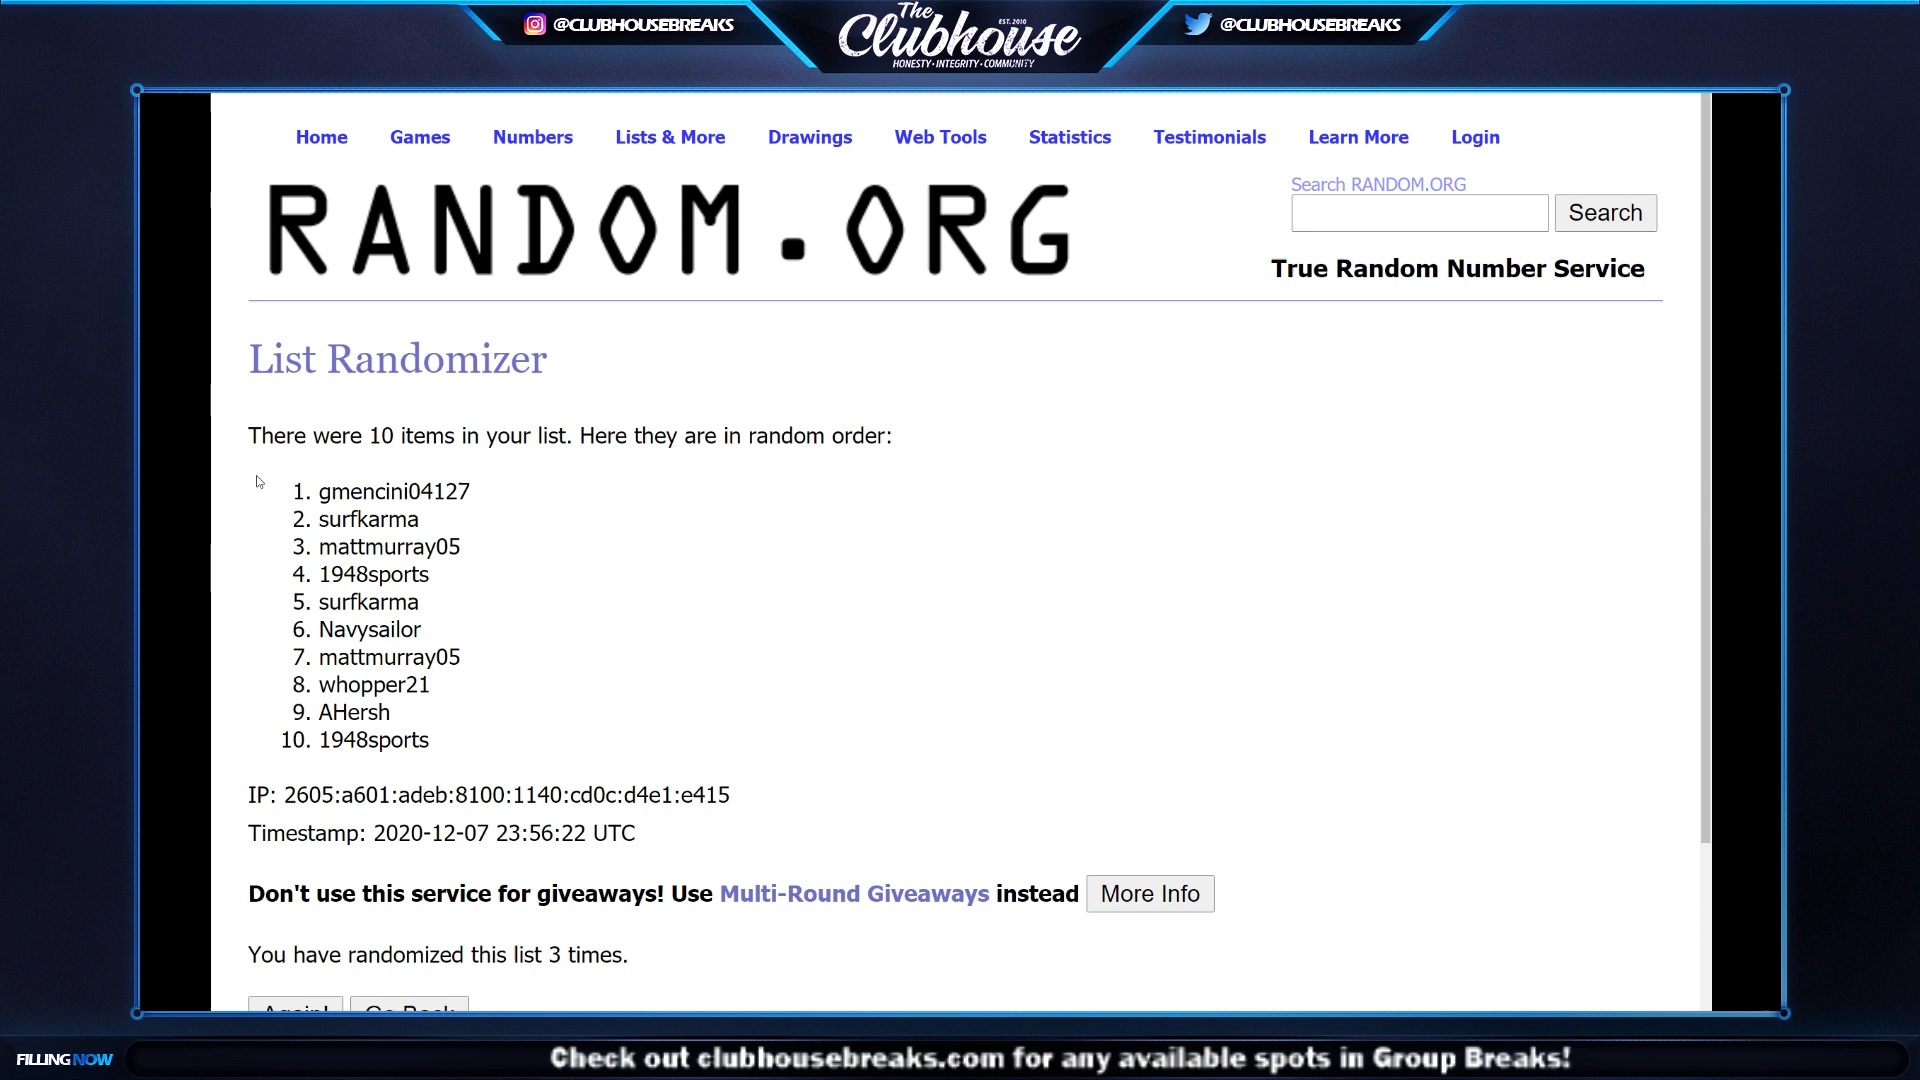 @CLUBHOUSEBREAKS
The Clubhouse
EST. 2010
HONESTY•INTEGRITY•COMMUNITY
@CLUBHOUSEBREAKS
Home Games Numbers Lists & More Drawings Web Tools Statistics Testimonials Learn More Login
RANDOM.ORG
Search RANDOM.ORG
Search
True Random Number Service
List Randomizer
There were 10 items in your list. Here they are in random order:
1. gmencini04127
2. surfkarma
3. mattmurray05
4. 1948sports
5. surfkarma
6. Navysailor
7. mattmurray05
8. whopper21
9. AHersh
10. 1948sports
IP: 2605:a601:adeb:8100:1140:cd0c:d4e1:e415
Timestamp: 2020-12-07 23:56:22 UTC
Don't use this service for giveaways! Use Multi-Round Giveaways instead More Info
You have randomized this list 3 times.
Again! Go Back
FILLING NOW
Check out clubhousebreaks.com for any available spots in Group Breaks!